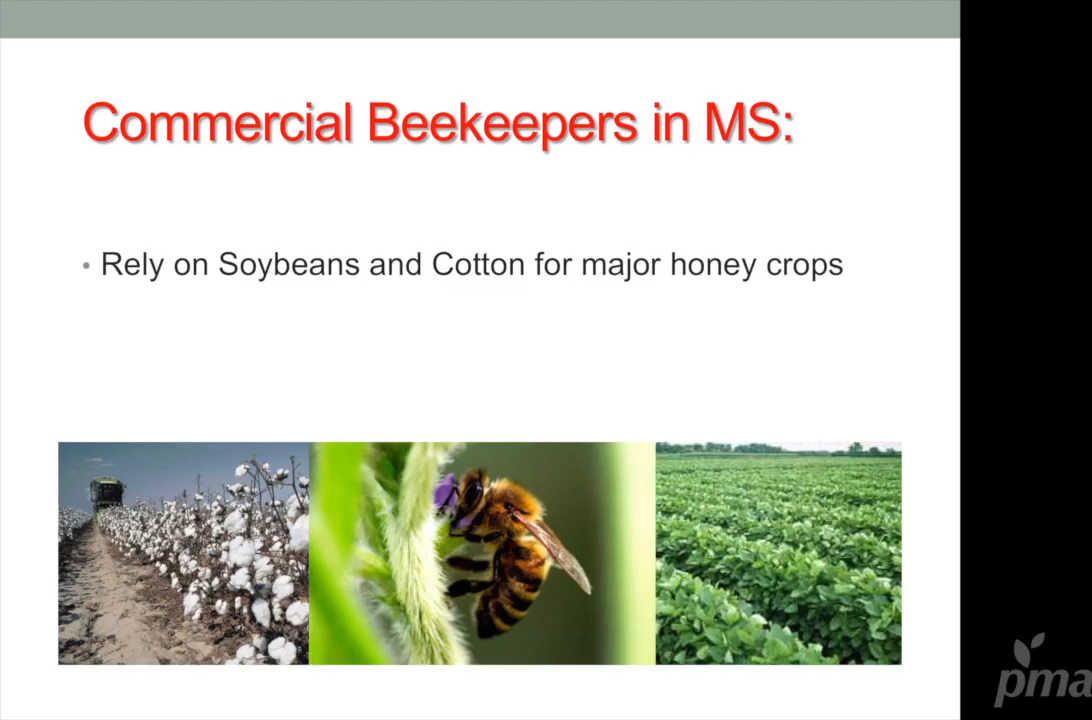 Commercial Beekeepers in MS:
• Rely on Soybeans and Cotton for major honey crops
pma